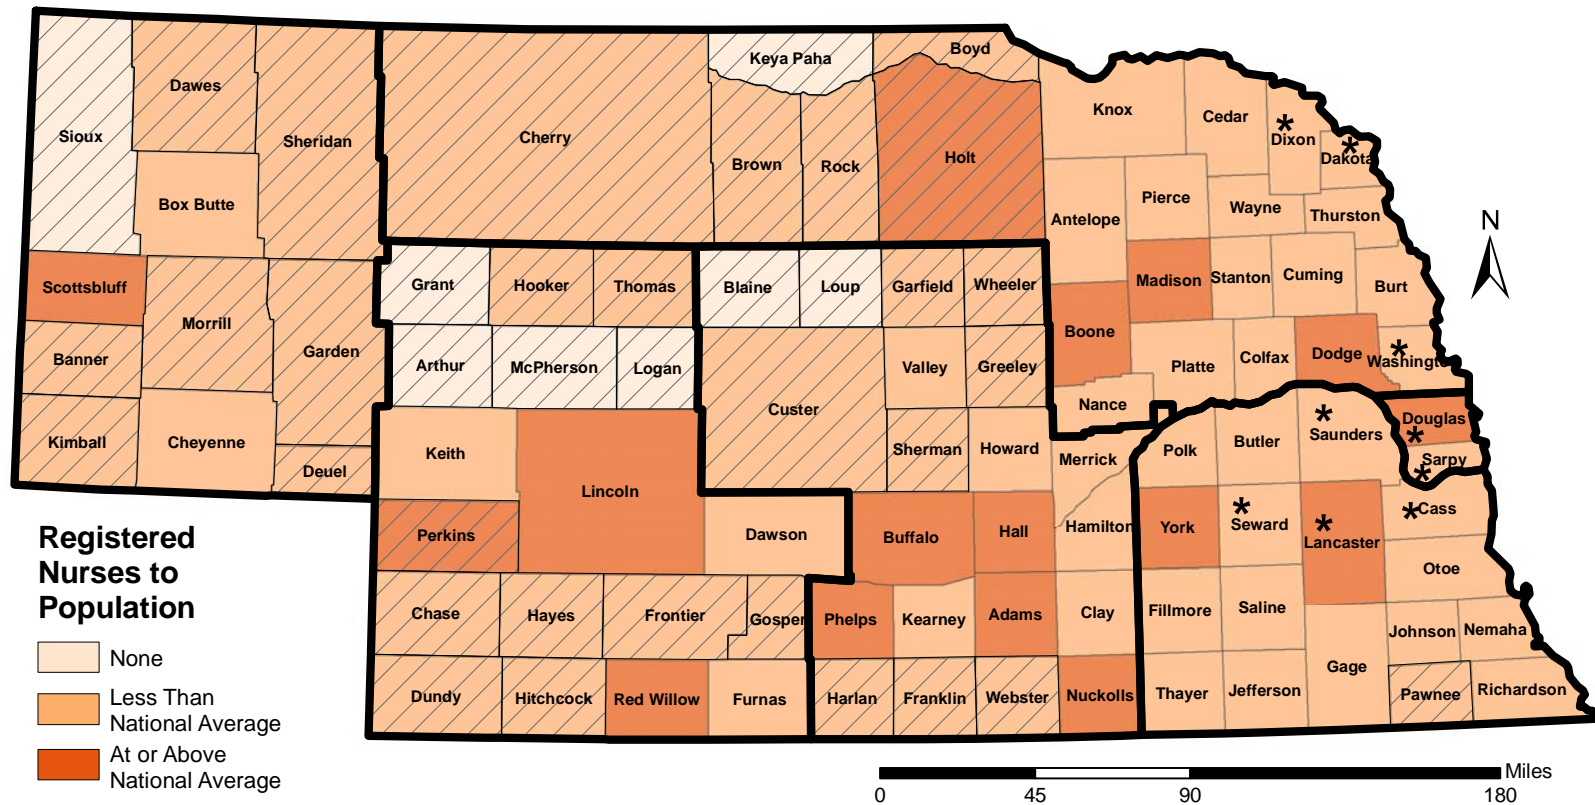 Keya Paha
Boyd
Dawes
Knox
Cedar
Sioux
Sheridan
Cherry
Brown
Rock
Holt
*
Dixon
*
Dakota
Box Butte
Pierce
Wayne
Thurston
Antelope
N
Scottsbluff
Morrill
Grant
Hooker
Thomas
Blaine
Loup
Garfield
Wheeler
Madison
Stanton
Cuming
Burt
Banner
Garden
Arthur
McPherson
Logan
Valley
Greeley
Boone
Platte
Colfax
Dodge
*
Washingto
Custer
Nance
Kimball
Cheyenne
Deuel
Keith
Lincoln
Sherman
Howard
Merrick
Polk
Butler
*
Saunders
Douglas
*
Sarpy
*
Perkins
Dawson
Buffalo
Hall
Hamilton
York
*
Seward
*
Lancaster
*
Cass
Otoe
Chase
Hayes
Frontier
Gosper
Phelps
Kearney
Adams
Clay
Fillmore
Saline
Johnson
Nemaha
Gage
Dundy
Hitchcock
Red Willow
Furnas
Harlan
Franklin
Webster
Nuckolls
Thayer
Jefferson
Pawnee
Richardson
Registered
Nurses to
Population
None
Less Than
National Average
At or Above
National Average
Miles
0 45 90 180